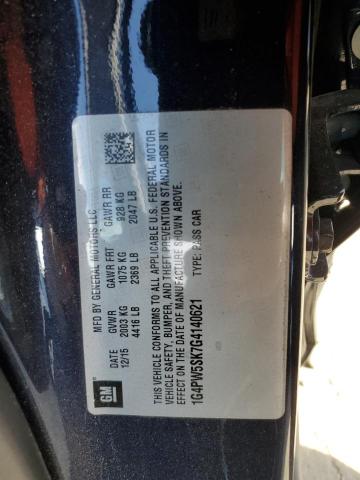 MFD BY GENERAL MOTORS LLC
DATE GVWR GAWR FRT GAWR RR
12/15 2003 KG 1075 KG 928 KG
4416 LB 2369 LB 2047 LB
GM
THIS VEHICLE CONFORMS TO ALL APPLICABLE U.S. FEDERAL MOTOR
VEHICLE SAFETY, BUMPER, AND THEFT PREVENTION STANDARDS IN
EFFECT ON THE DATE OF MANUFACTURE SHOWN ABOVE.
1G4PW5SK7G4140621 TYPE: PASS CAR